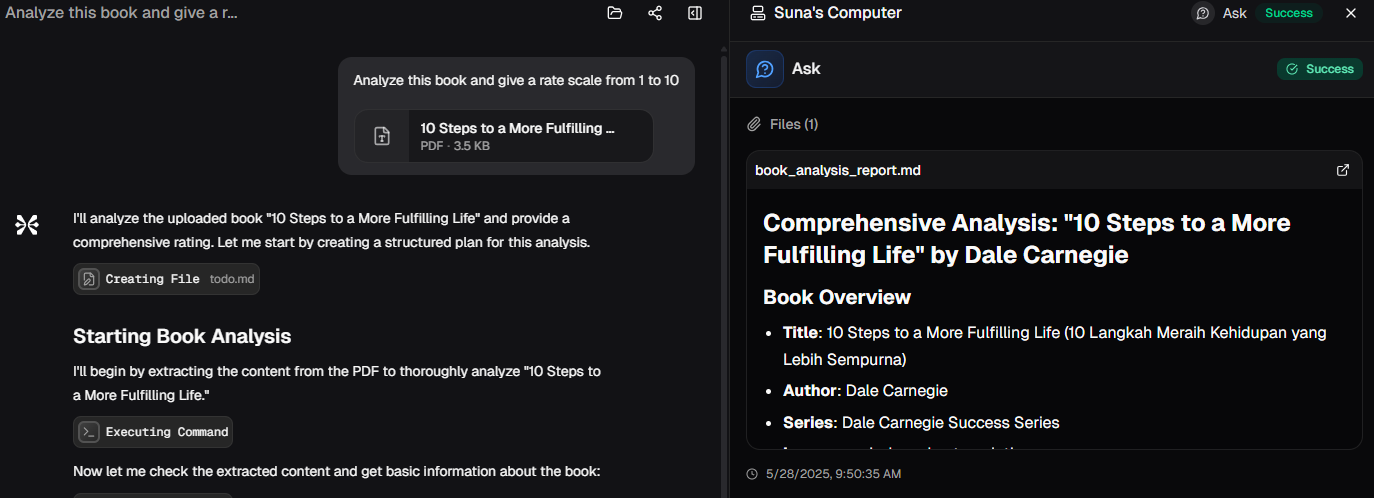 Analyze this book and give a r...
Analyze this book and give a rate scale from 1 to 10
10 Steps to a More Fulfilling ...
PDF · 3.5 KB
I'll analyze the uploaded book "10 Steps to a More Fulfilling Life" and provide a
comprehensive rating. Let me start by creating a structured plan for this analysis.
Creating File todo.md
Starting Book Analysis
I'll begin by extracting the content from the PDF to thoroughly analyze "10 Steps to
a More Fulfilling Life."
Executing Command
Now let me check the extracted content and get basic information about the book:
Suna's Computer
Ask Success
Ask
Success
Files (1)
book_analysis_report.md
Comprehensive Analysis: "10 Steps to a More
Fulfilling Life" by Dale Carnegie
Book Overview
• Title: 10 Steps to a More Fulfilling Life (10 Langkah Meraih Kehidupan yang
Lebih Sempurna)
• Author: Dale Carnegie
• Series: Dale Carnegie Success Series
5/28/2025, 9:50:35 AM